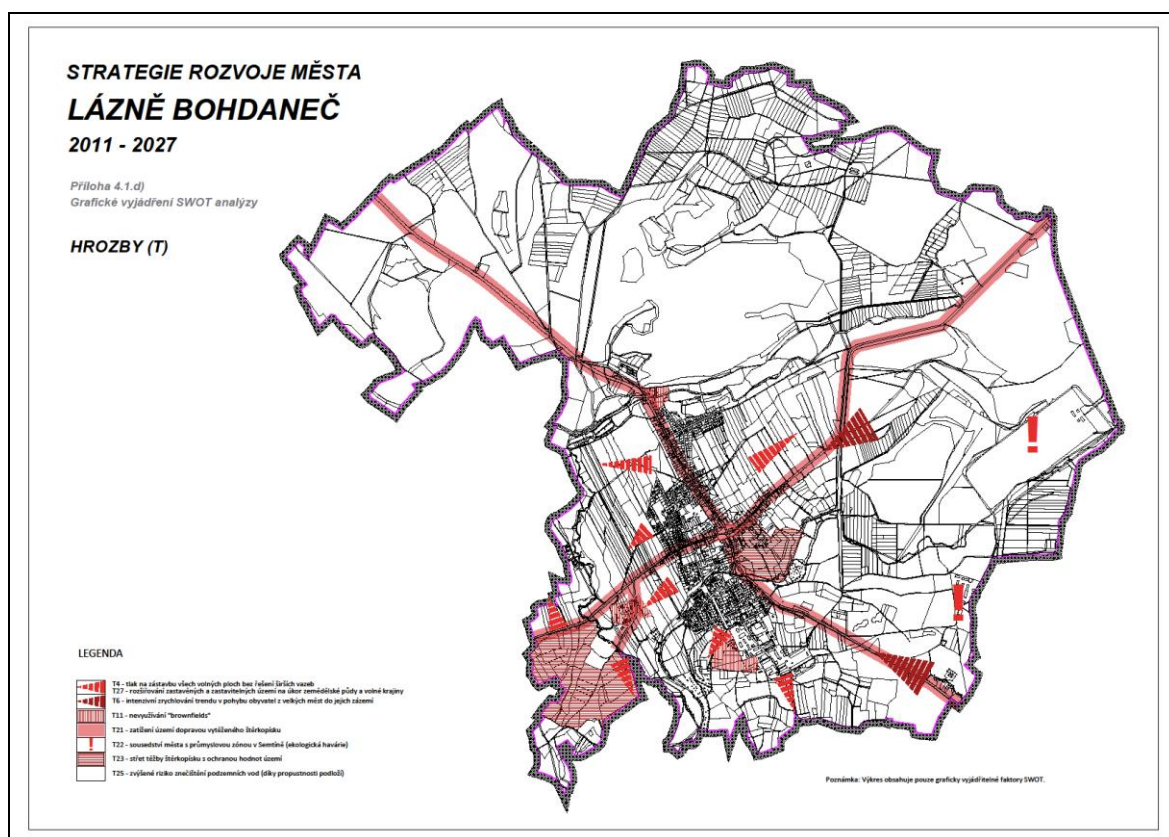 STRATEGIE ROZVOJE MĚSTA
LÁZNĚ BOHDANEČ
2011 - 2027
Příloha 4.1.d)
Grafické vyjádření SWOT analýzy
HROZBY (T)
!
!
LEGENDA
T4 - tlak na zástavbu všech volných ploch bez řešení širších vazeb
T27 - rozšiřování zastavěných a zastavitelných území na úkor zemědělské půdy a volné krajiny
T6 - intenzivní zrychlování trendu v pohybu obyvatel z velkých měst do jejich zázemí
T11 - nevyužívání "brownfields"
T21 - zatížení území dopravou vytěženého štěrkopísku
! T22 - sousedství města s průmyslovou zónou v Semtíně (ekologická havárie)
T23 - střet těžby štěrkopísku s ochranou hodnot území
T25 - zvýšené riziko znečištění podzemních vod (díky propustnosti podloží)
Poznámka: Výkres obsahuje pouze graficky vyjádřitelné faktory SWOT.